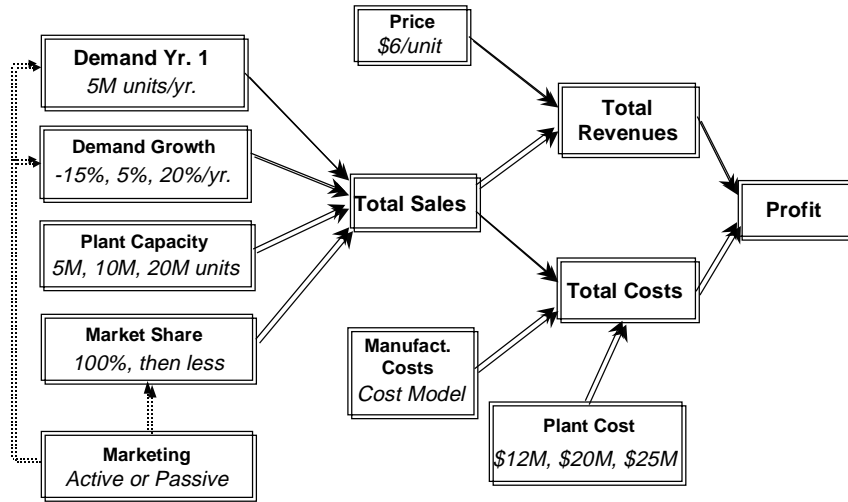 Demand Yr. 1
5M units/yr.
Demand Growth
-15%, 5%, 20%/yr.
Plant Capacity
5M, 10M, 20M units
Market Share
100%, then less
Marketing
Active or Passive
Total Sales
Price
$6/unit
Total
Revenues
Total Costs
Manufact.
Costs
Cost Model
Plant Cost
$12M, $20M, $25M
Profit